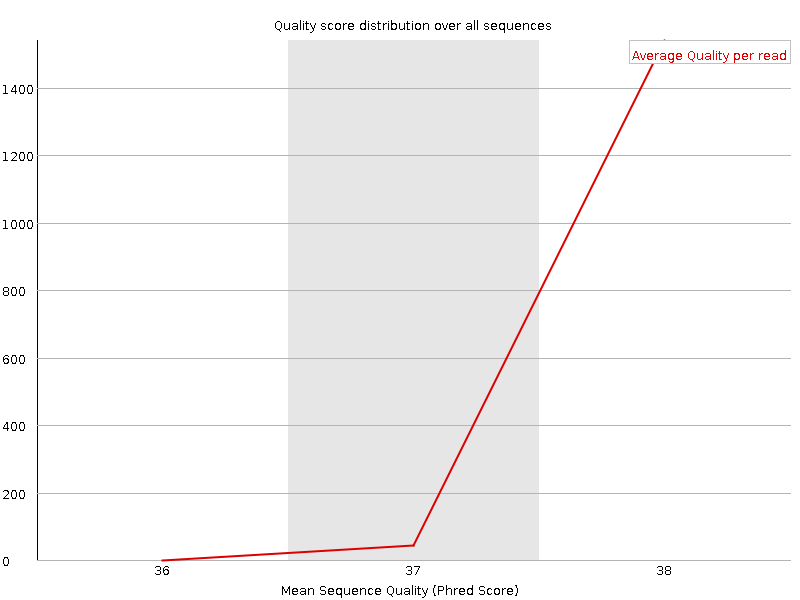 Quality score distribution over all sequences
Average Quality per read
1400
1200
1000
800
600
400
200
0
36 37 38
Mean Sequence Quality (Phred Score)